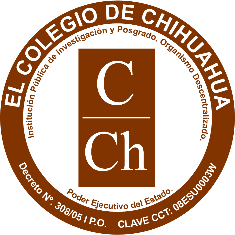 EL COLEGIO DE CHIHUAHUA
Institución Pública de Investigación y Posgrado. Organismo Descentralizado.
C
Ch
Poder Ejecutivo del Estado.
Decreto N°. 308/05 I P.O. CLAVE CCT: 08ESU0003W